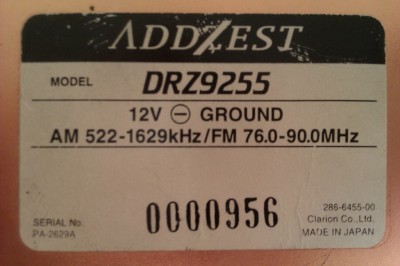 ADDZEST
MODEL DRZ9255
12V ⊖ GROUND
AM 522-1629kHz/FM 76.0-90.0MHz
286-6455-00
SERIAL No. 0000956 Clarion Co.,Ltd.
PA-2629A MADE IN JAPAN